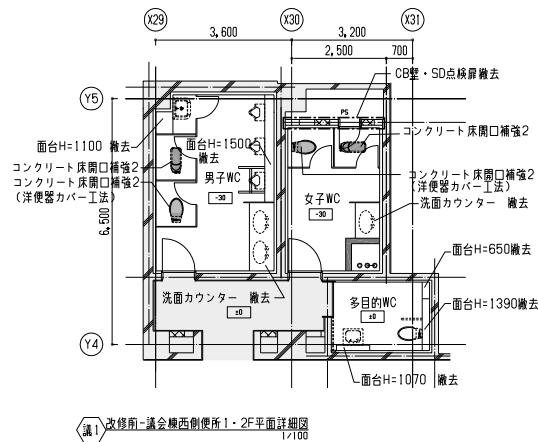 X29
X30
X31
3,600
3,200
2,500
700
CB壁・SD点検扉撤去
Y5
PS
コンクリート床開口補強2
面台H=1100 撤去
面台H=1500
撤去
コンクリート床開口補強2
コンクリート床開口補強2
(洋便器カバー工法)
男子WC
-30
女子WC
-30
コンクリート床開口補強2
(洋便器カバー工法)
洗面カウンター 撤去
6,500
面台H=650撤去
洗面カウンター 撤去
±0
多目的WC
±0
面台H=1390撤去
Y4
面台H=1070 撤去
議1
改修前-議会棟西側便所1・2F平面詳細図
1/100